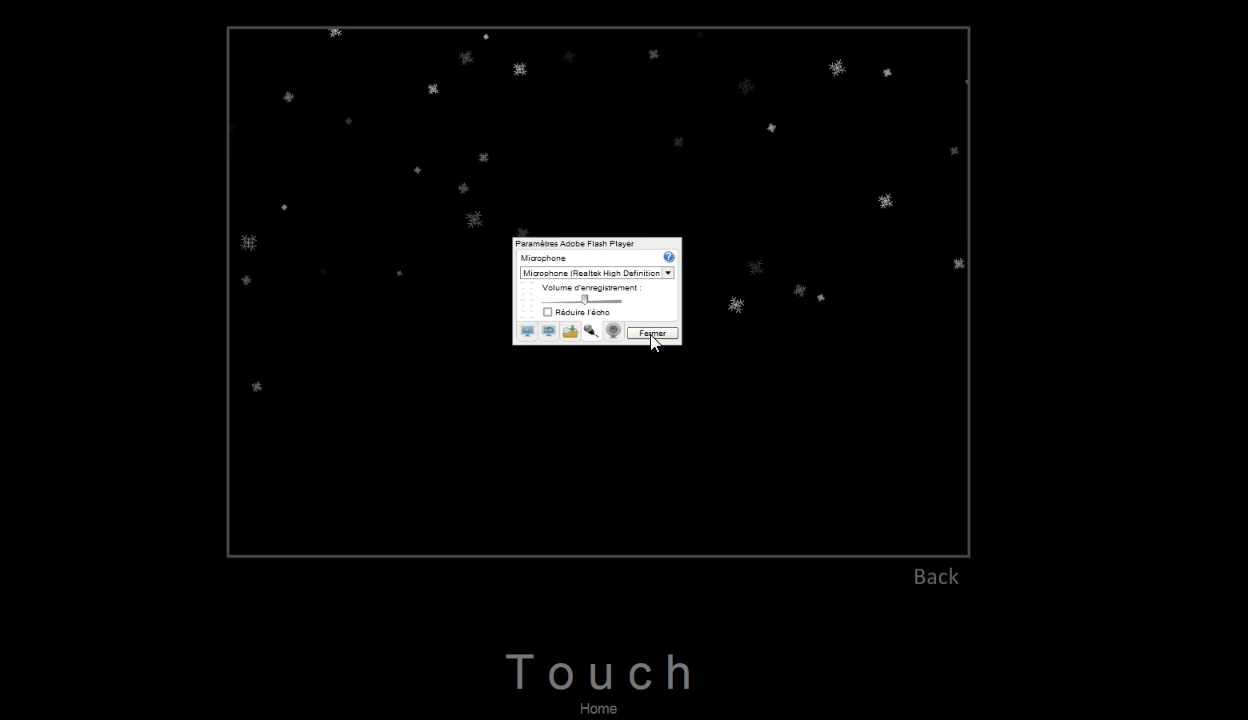 Paramètres Adobe Flash Player
Microphone
Microphone (Realtek High Definition
Volume d'enregistrement :
Réduire l'écho
Fermer
Back
Touch
Home